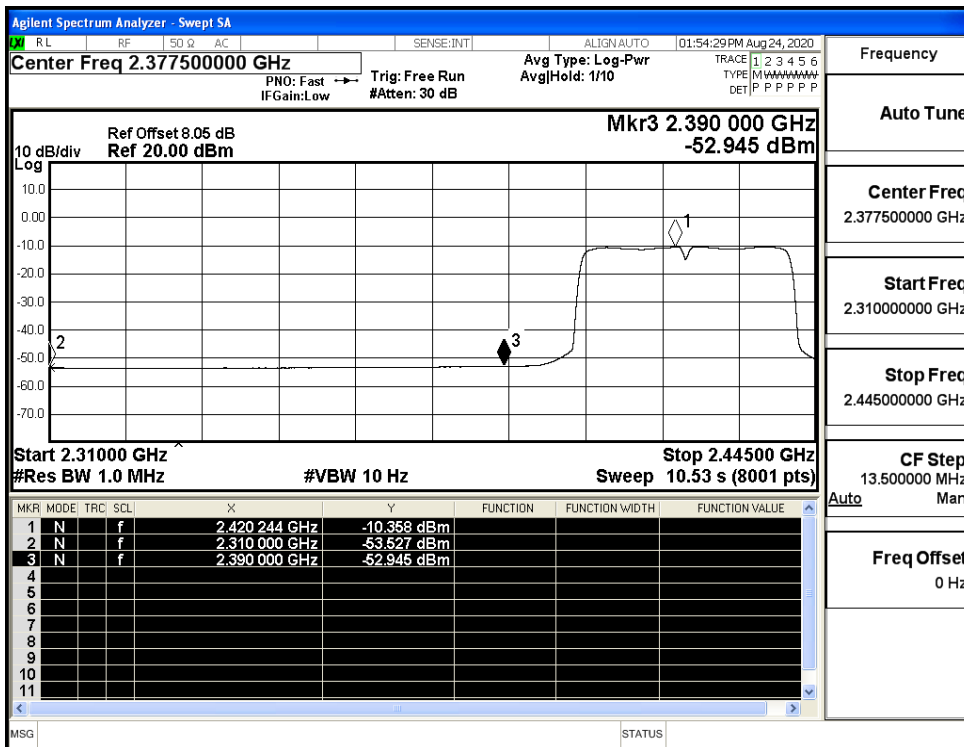 Agilent Spectrum Analyzer - Swept SA
LXI RL RF 50 Ω AC SENSE:INT ALIGN AUTO 01:54:29 PM Aug 24, 2020
Center Freq 2.377500000 GHz
PNO: Fast
IFGain:Low
Trig: Free Run
#Atten: 30 dB
Avg Type: Log-Pwr
Avg|Hold: 1/10
TRACE 1 2 3 4 5 6
TYPE M WWWWW
DET P P P P P P
Ref Offset 8.05 dB
Ref 20.00 dBm
10 dB/div
Log
Mkr3 2.390 000 GHz
-52.945 dBm
10.0
0.00
-10.0
-20.0
-30.0
-40.0
-50.0
-60.0
-70.0
1
2
3
Start 2.31000 GHz
Stop 2.44500 GHz
#Res BW 1.0 MHz
#VBW 10 Hz
Sweep 10.53 s (8001 pts)
MKR MODE TRC SCL X Y FUNCTION FUNCTION WIDTH FUNCTION VALUE
1 N f 2.420 244 GHz -10.358 dBm
2 N f 2.310 000 GHz -53.527 dBm
3 N f 2.390 000 GHz -52.945 dBm
4
5
6
7
8
9
10
11
MSG
STATUS
Frequency
Auto Tune
Center Freq
2.377500000 GHz
Start Freq
2.310000000 GHz
Stop Freq
2.445000000 GHz
CF Step
13.500000 MHz
Auto Man
Freq Offset
0 Hz